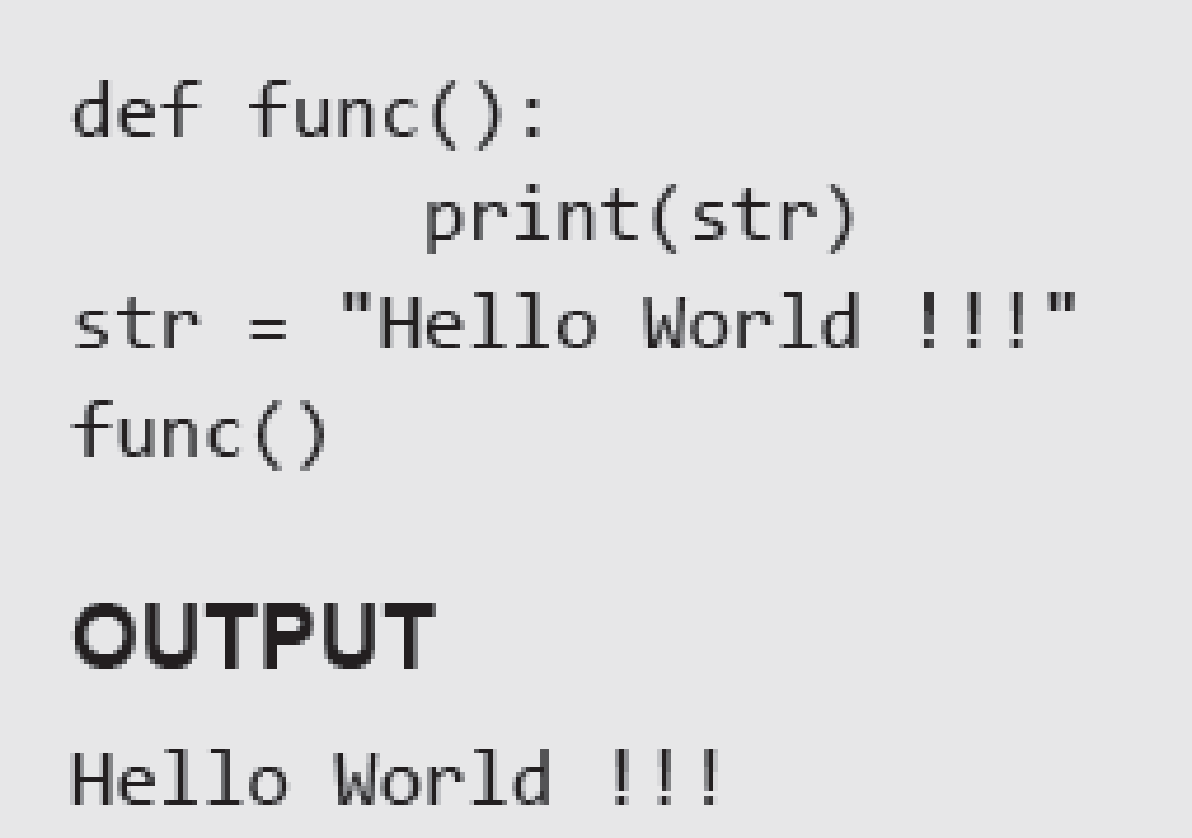 def func():
        print(str)
str = "Hello World !!!"
func()
OUTPUT
Hello World !!!